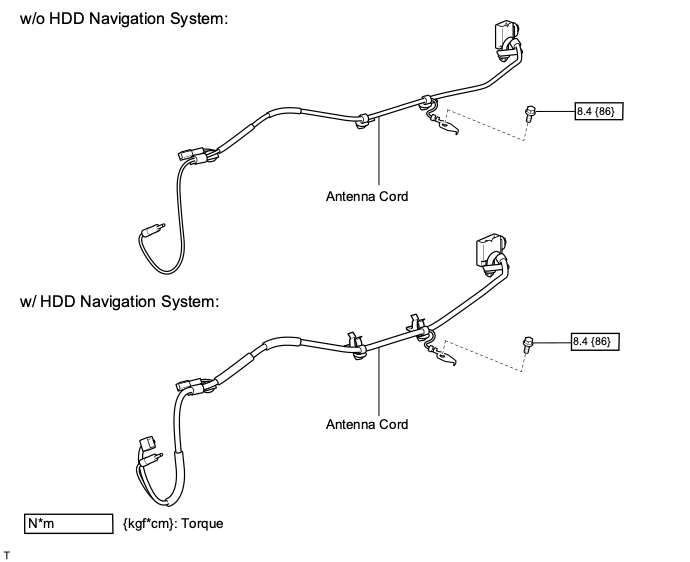 w/o HDD Navigation System:
8.4 {86}
Antenna Cord
w/ HDD Navigation System:
8.4 {86}
Antenna Cord
N*m {kgf*cm}: Torque
T